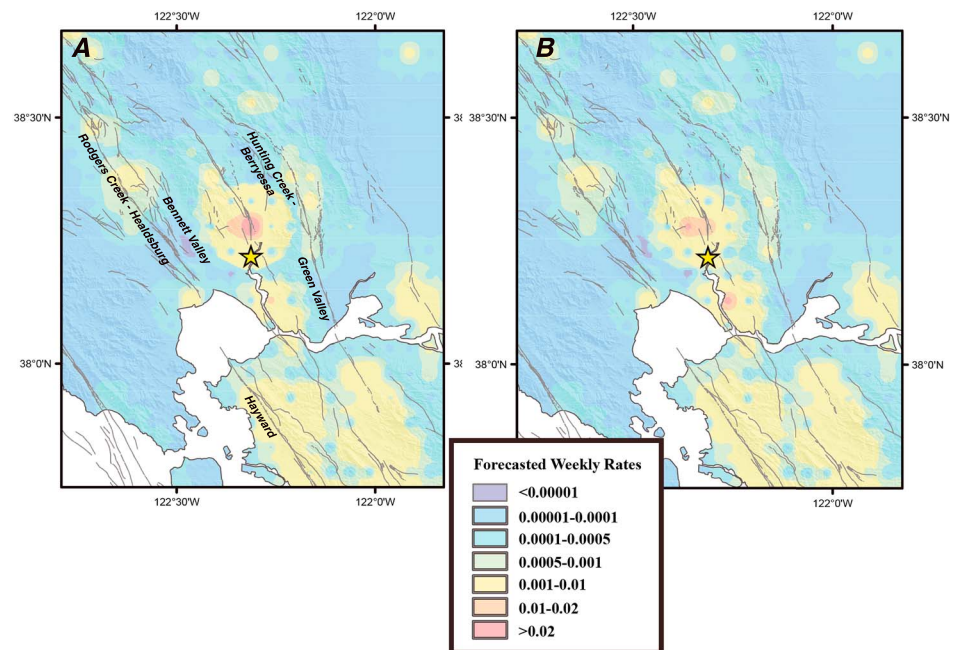 122°30'W
122°0'W
122°30'W
122°0'W
A
B
38°30'N
38
38°30'N
Rodgers Creek - Healdsburg
Bennett Valley
Hunting Creek -
Berryessa
Green Valley
38°0'N
38
38°0'N
Hayward
122°30'W
122°0'W
122°0'W
Forecasted Weekly Rates
<0.00001
0.00001-0.0001
0.0001-0.0005
0.0005-0.001
0.001-0.01
0.01-0.02
>0.02